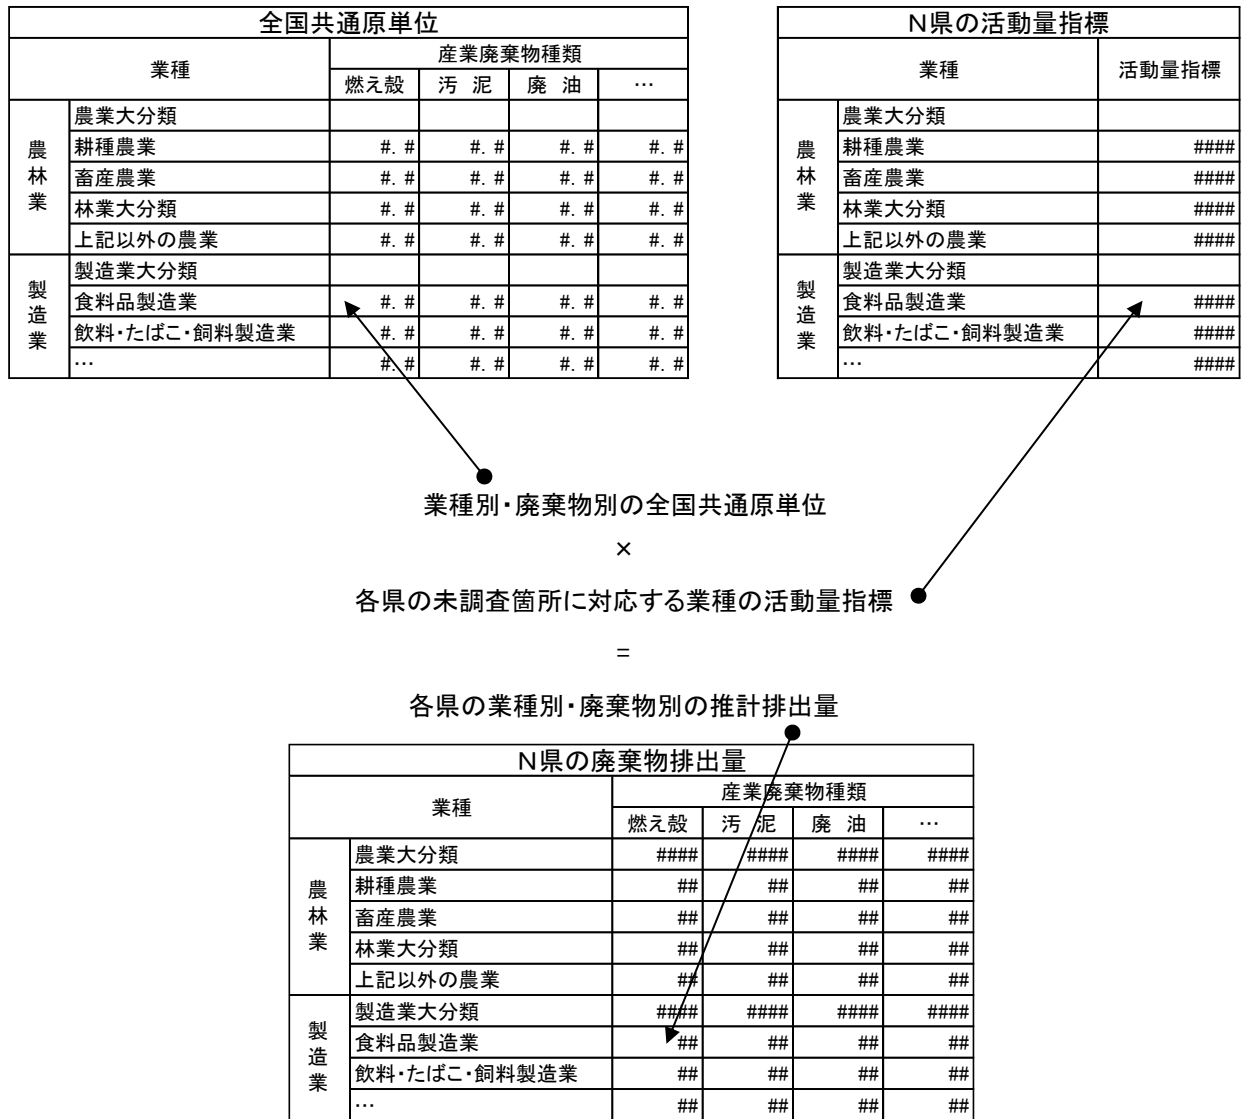 全国共通原単位
業種 産業廃棄物種類
燃え殻 汚 泥 廃 油 …
農林業 農業大分類
耕種農業 #. # #. # #. # #. #
畜産農業 #. # #. # #. # #. #
林業大分類 #. # #. # #. # #. #
上記以外の農業 #. # #. # #. # #. #
製造業 製造業大分類
食料品製造業 #. # #. # #. # #. #
飲料・たばこ・飼料製造業 #. # #. # #. # #. #
… #. # #. # #. # #. #
N県の活動量指標
業種 活動量指標
農林業 農業大分類
耕種農業 ####
畜産農業 ####
林業大分類 ####
上記以外の農業 ####
製造業 製造業大分類
食料品製造業 ####
飲料・たばこ・飼料製造業 ####
… ####
業種別・廃棄物別の全国共通原単位
×
各県の未調査箇所に対応する業種の活動量指標
=
各県の業種別・廃棄物別の推計排出量
N県の廃棄物排出量
業種 産業廃棄物種類
燃え殻 汚 泥 廃 油 …
農林業 農業大分類 #### #### #### ####
耕種農業 ## ## ## ##
畜産農業 ## ## ## ##
林業大分類 ## ## ## ##
上記以外の農業 ## ## ## ##
製造業 製造業大分類 #### #### #### ####
食料品製造業 ## ## ## ##
飲料・たばこ・飼料製造業 ## ## ## ##
… ## ## ## ##